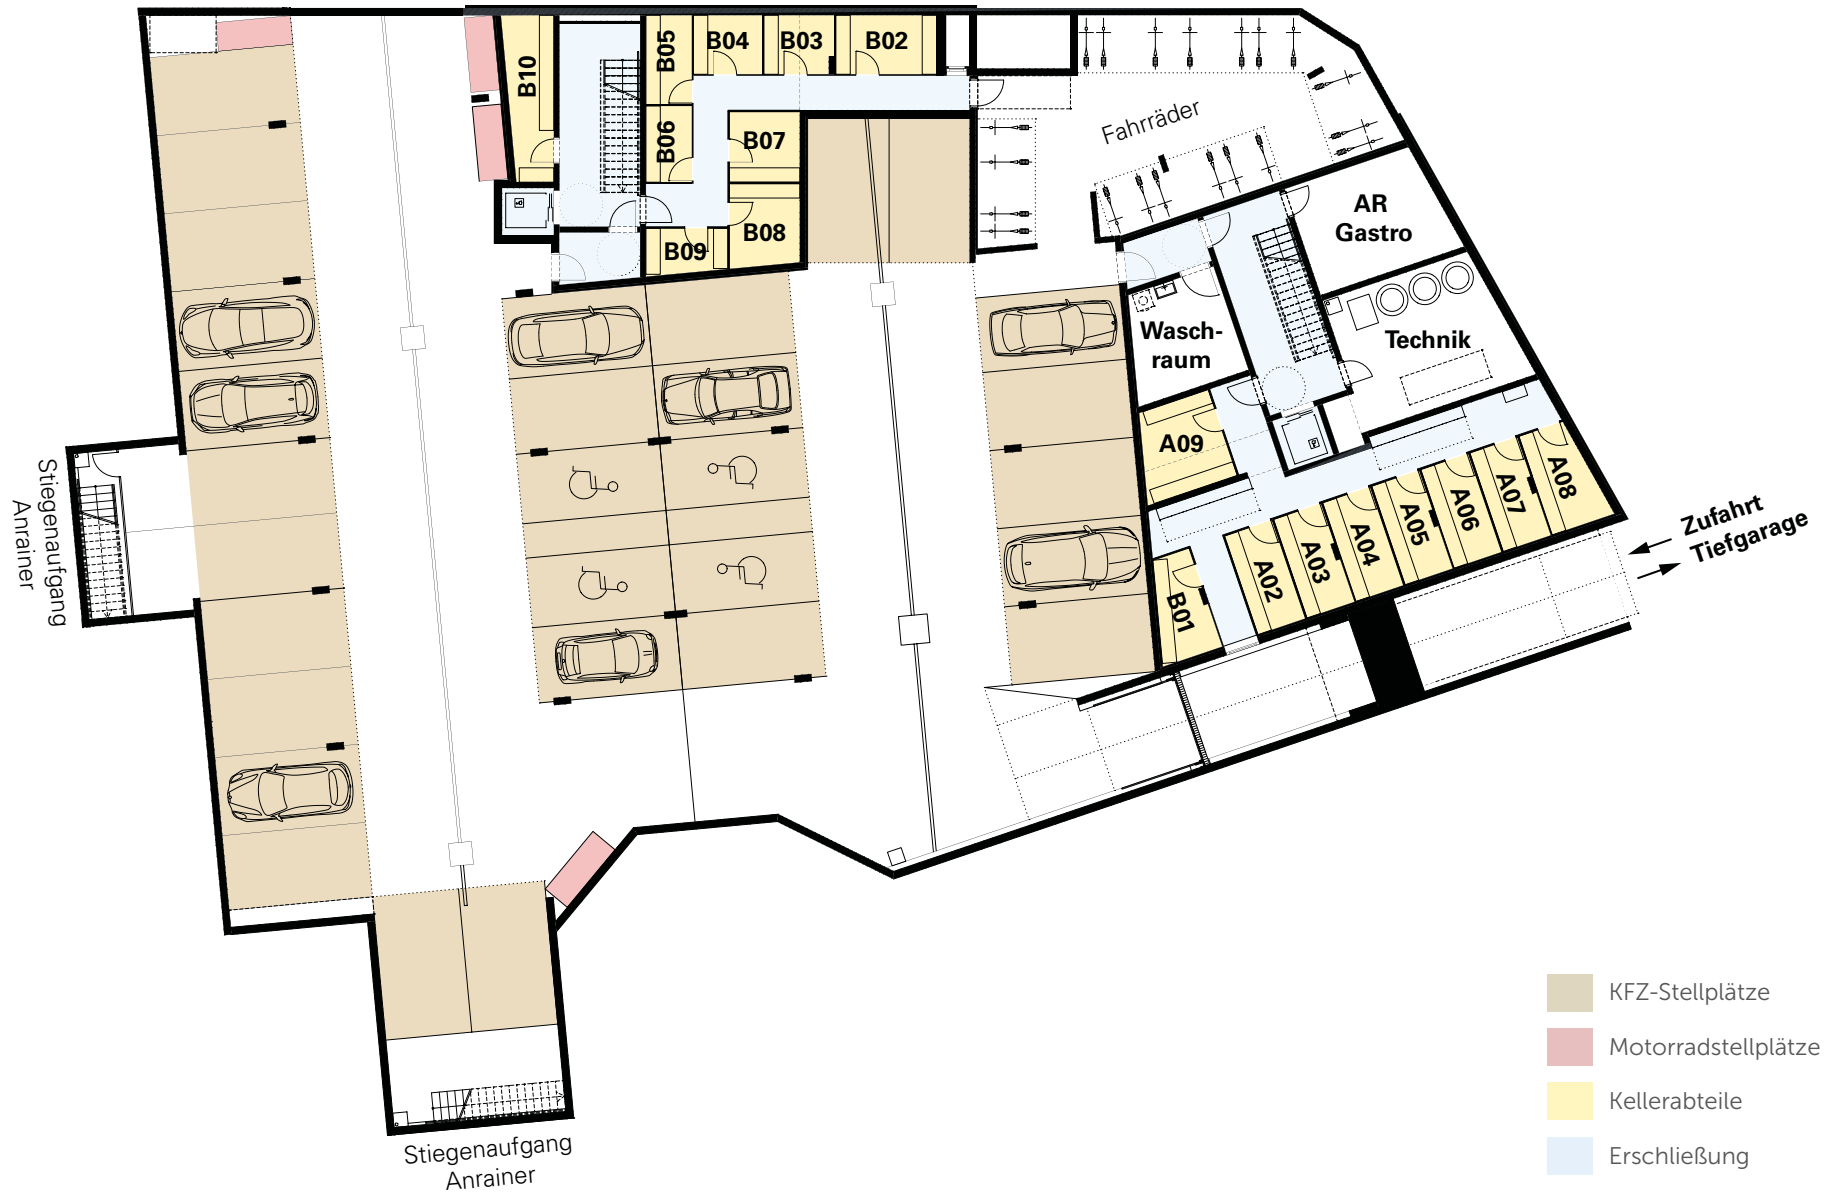 B10
B05
B04
B03
B02
B06
B07
B08
B09
Fahrräder
AR
Gastro
Wasch-
raum
Technik
A09
A08
A07
A06
A05
A04
A03
A02
B01
Zufahrt
Tiefgarage
Stiegenaufgang
Anrainer
Stiegenaufgang
Anrainer
KFZ-Stellplätze
Motorradstellplätze
Kellerabteile
Erschließung